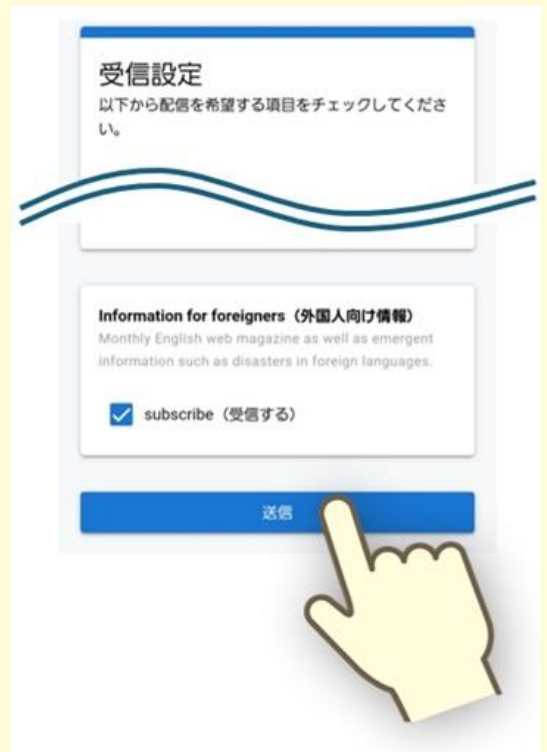 受信設定
以下から配信を希望する項目をチェックしてくださ
い。
Information for foreigners（外国人向け情報）
Monthly English web magazine as well as emergent
information such as disasters in foreign languages.
subscribe（受信する）
送信